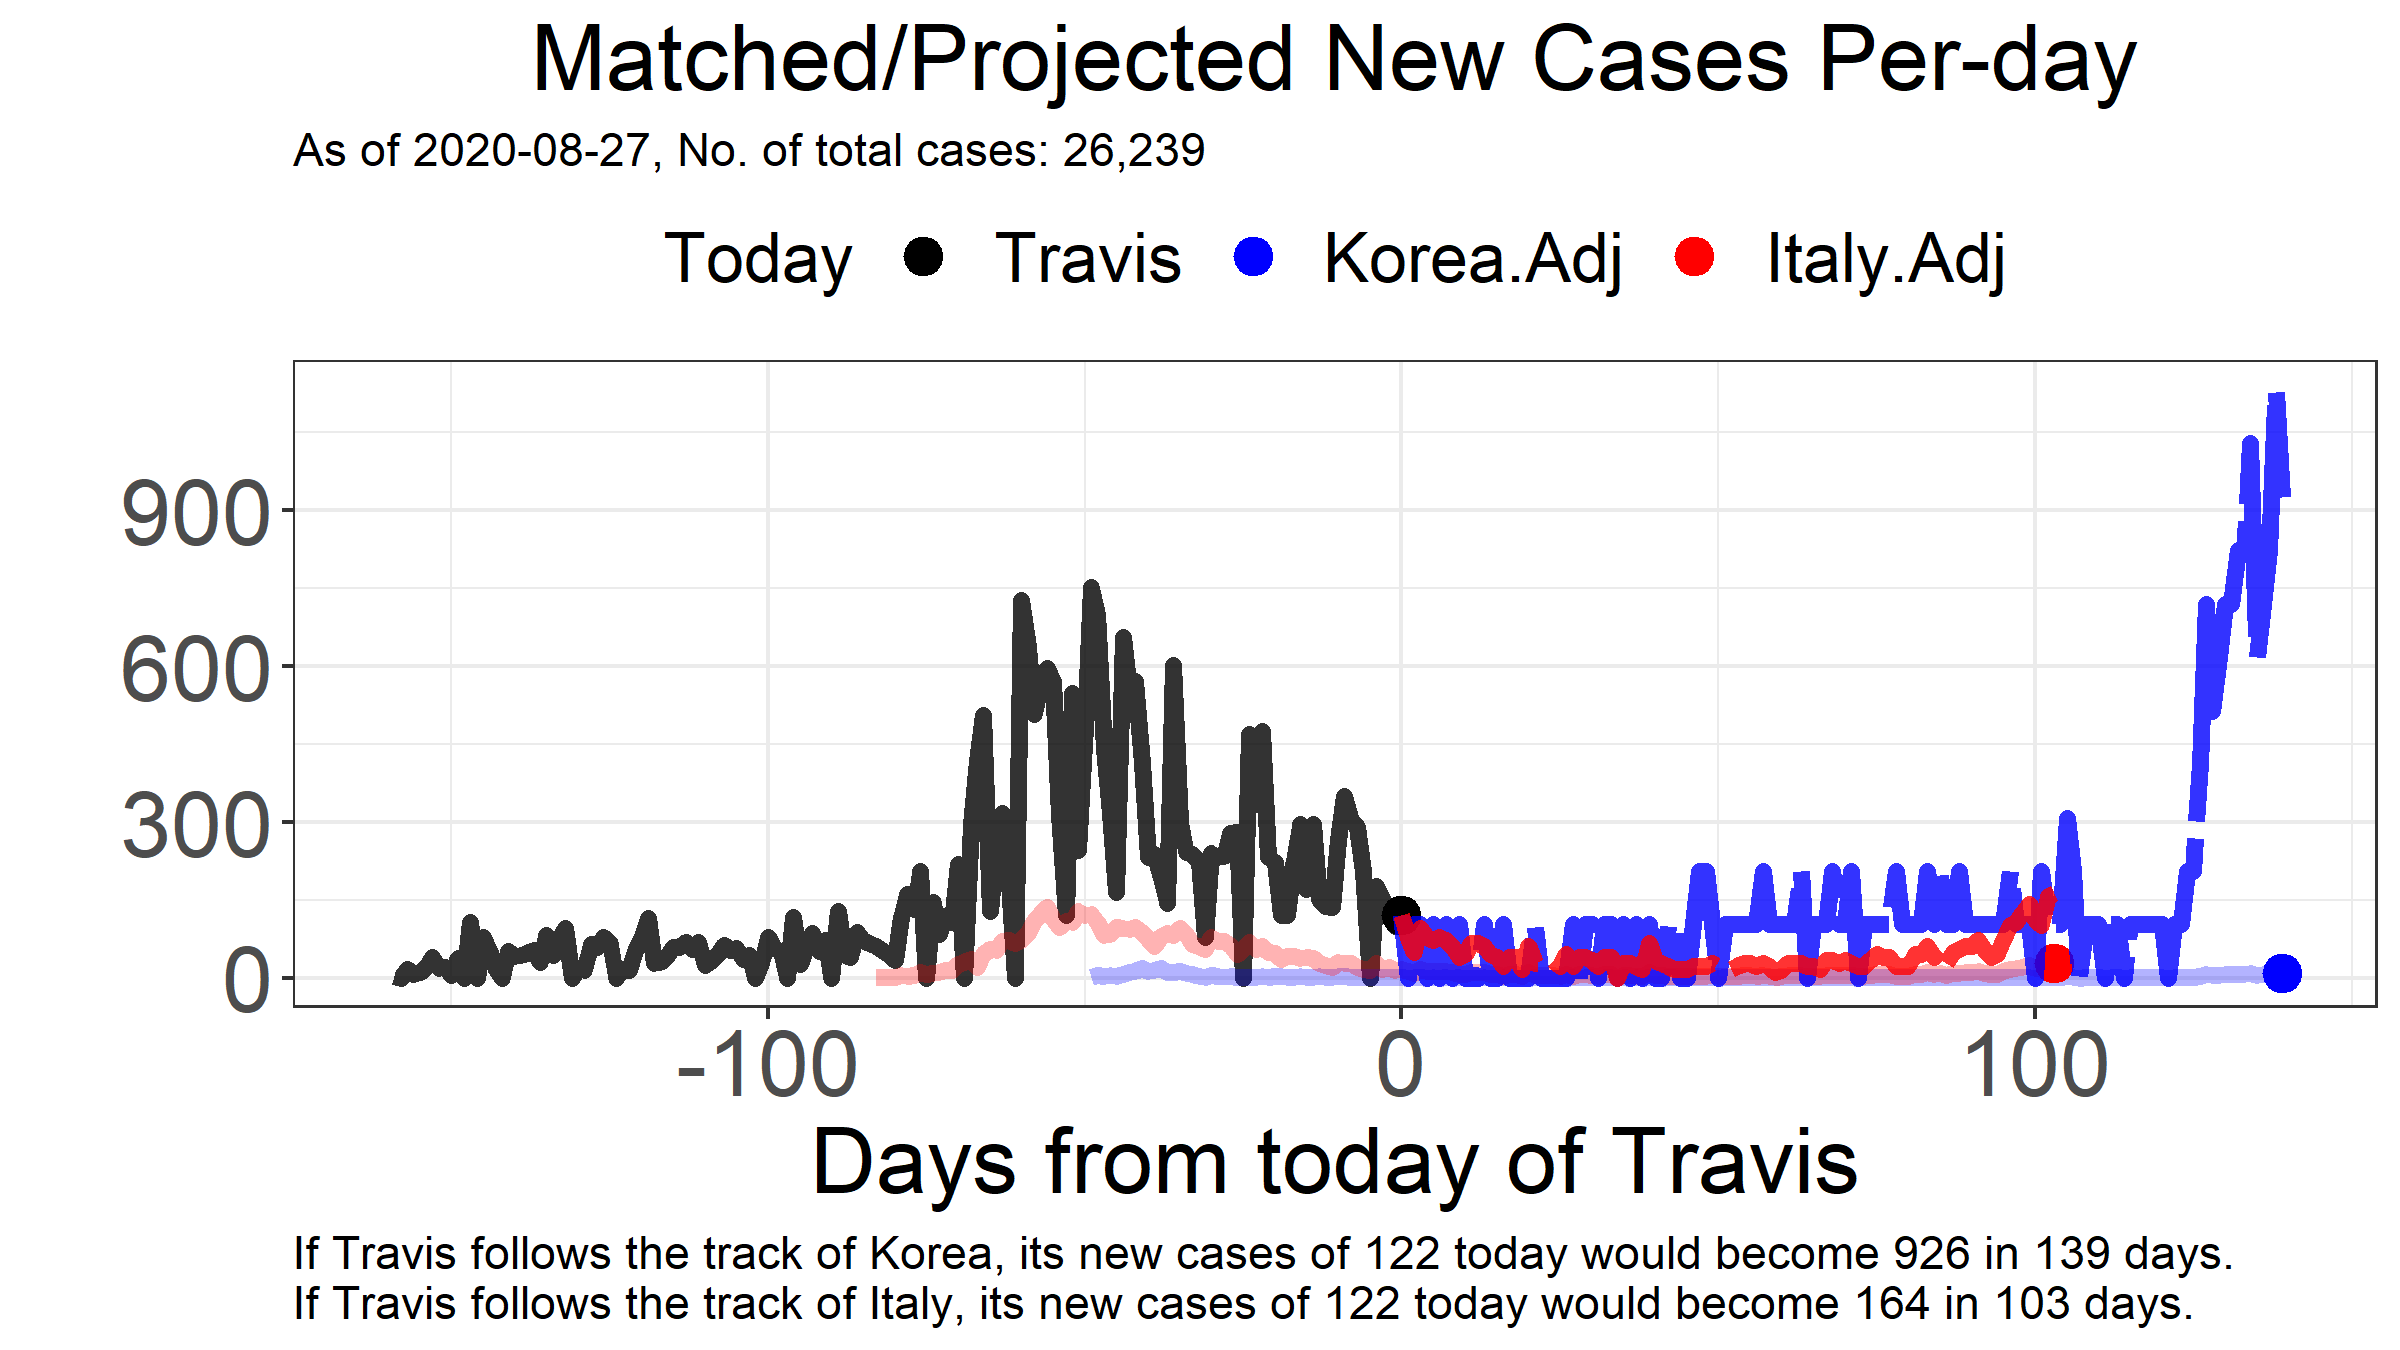 Matched/Projected New Cases Per-day
As of 2020-08-27, No. of total cases: 26,239
Today Travis Korea.Adj Italy.Adj
900
600
300
0
-100 0 100
Days from today of Travis
If Travis follows the track of Korea, its new cases of 122 today would become 926 in 139 days.
If Travis follows the track of Italy, its new cases of 122 today would become 164 in 103 days.